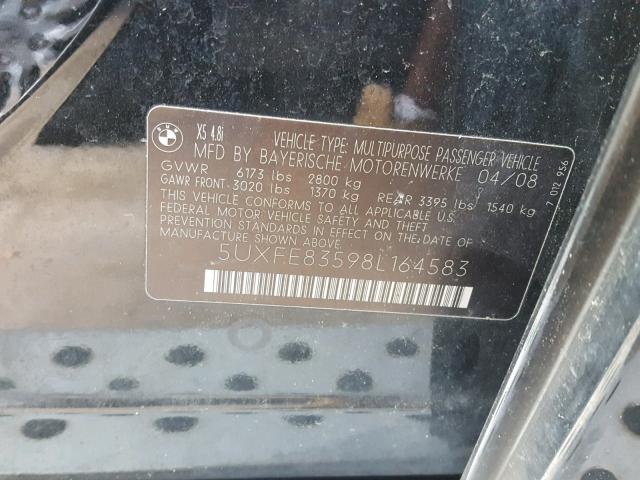 X5 4.8i
VEHICLE TYPE: MULTIPURPOSE PASSENGER VEHICLE
MFD BY BAYERISCHE MOTORENWERKE 04/08
GVWR 6173 lbs 2800 kg
GAWR FRONT-3020 lbs 1370 kg REAR 3395 lbs 1540 kg
THIS VEHICLE CONFORMS TO ALL APPLICABLE U.S.
FEDERAL MOTOR VEHICLE SAFETY AND THEFT
PREVENTION STANDARDS IN EFFECT ON THE DATE
OF MANUFACTURE SHOWN ABOVE.
5UXFE83598L164583
7 012 956